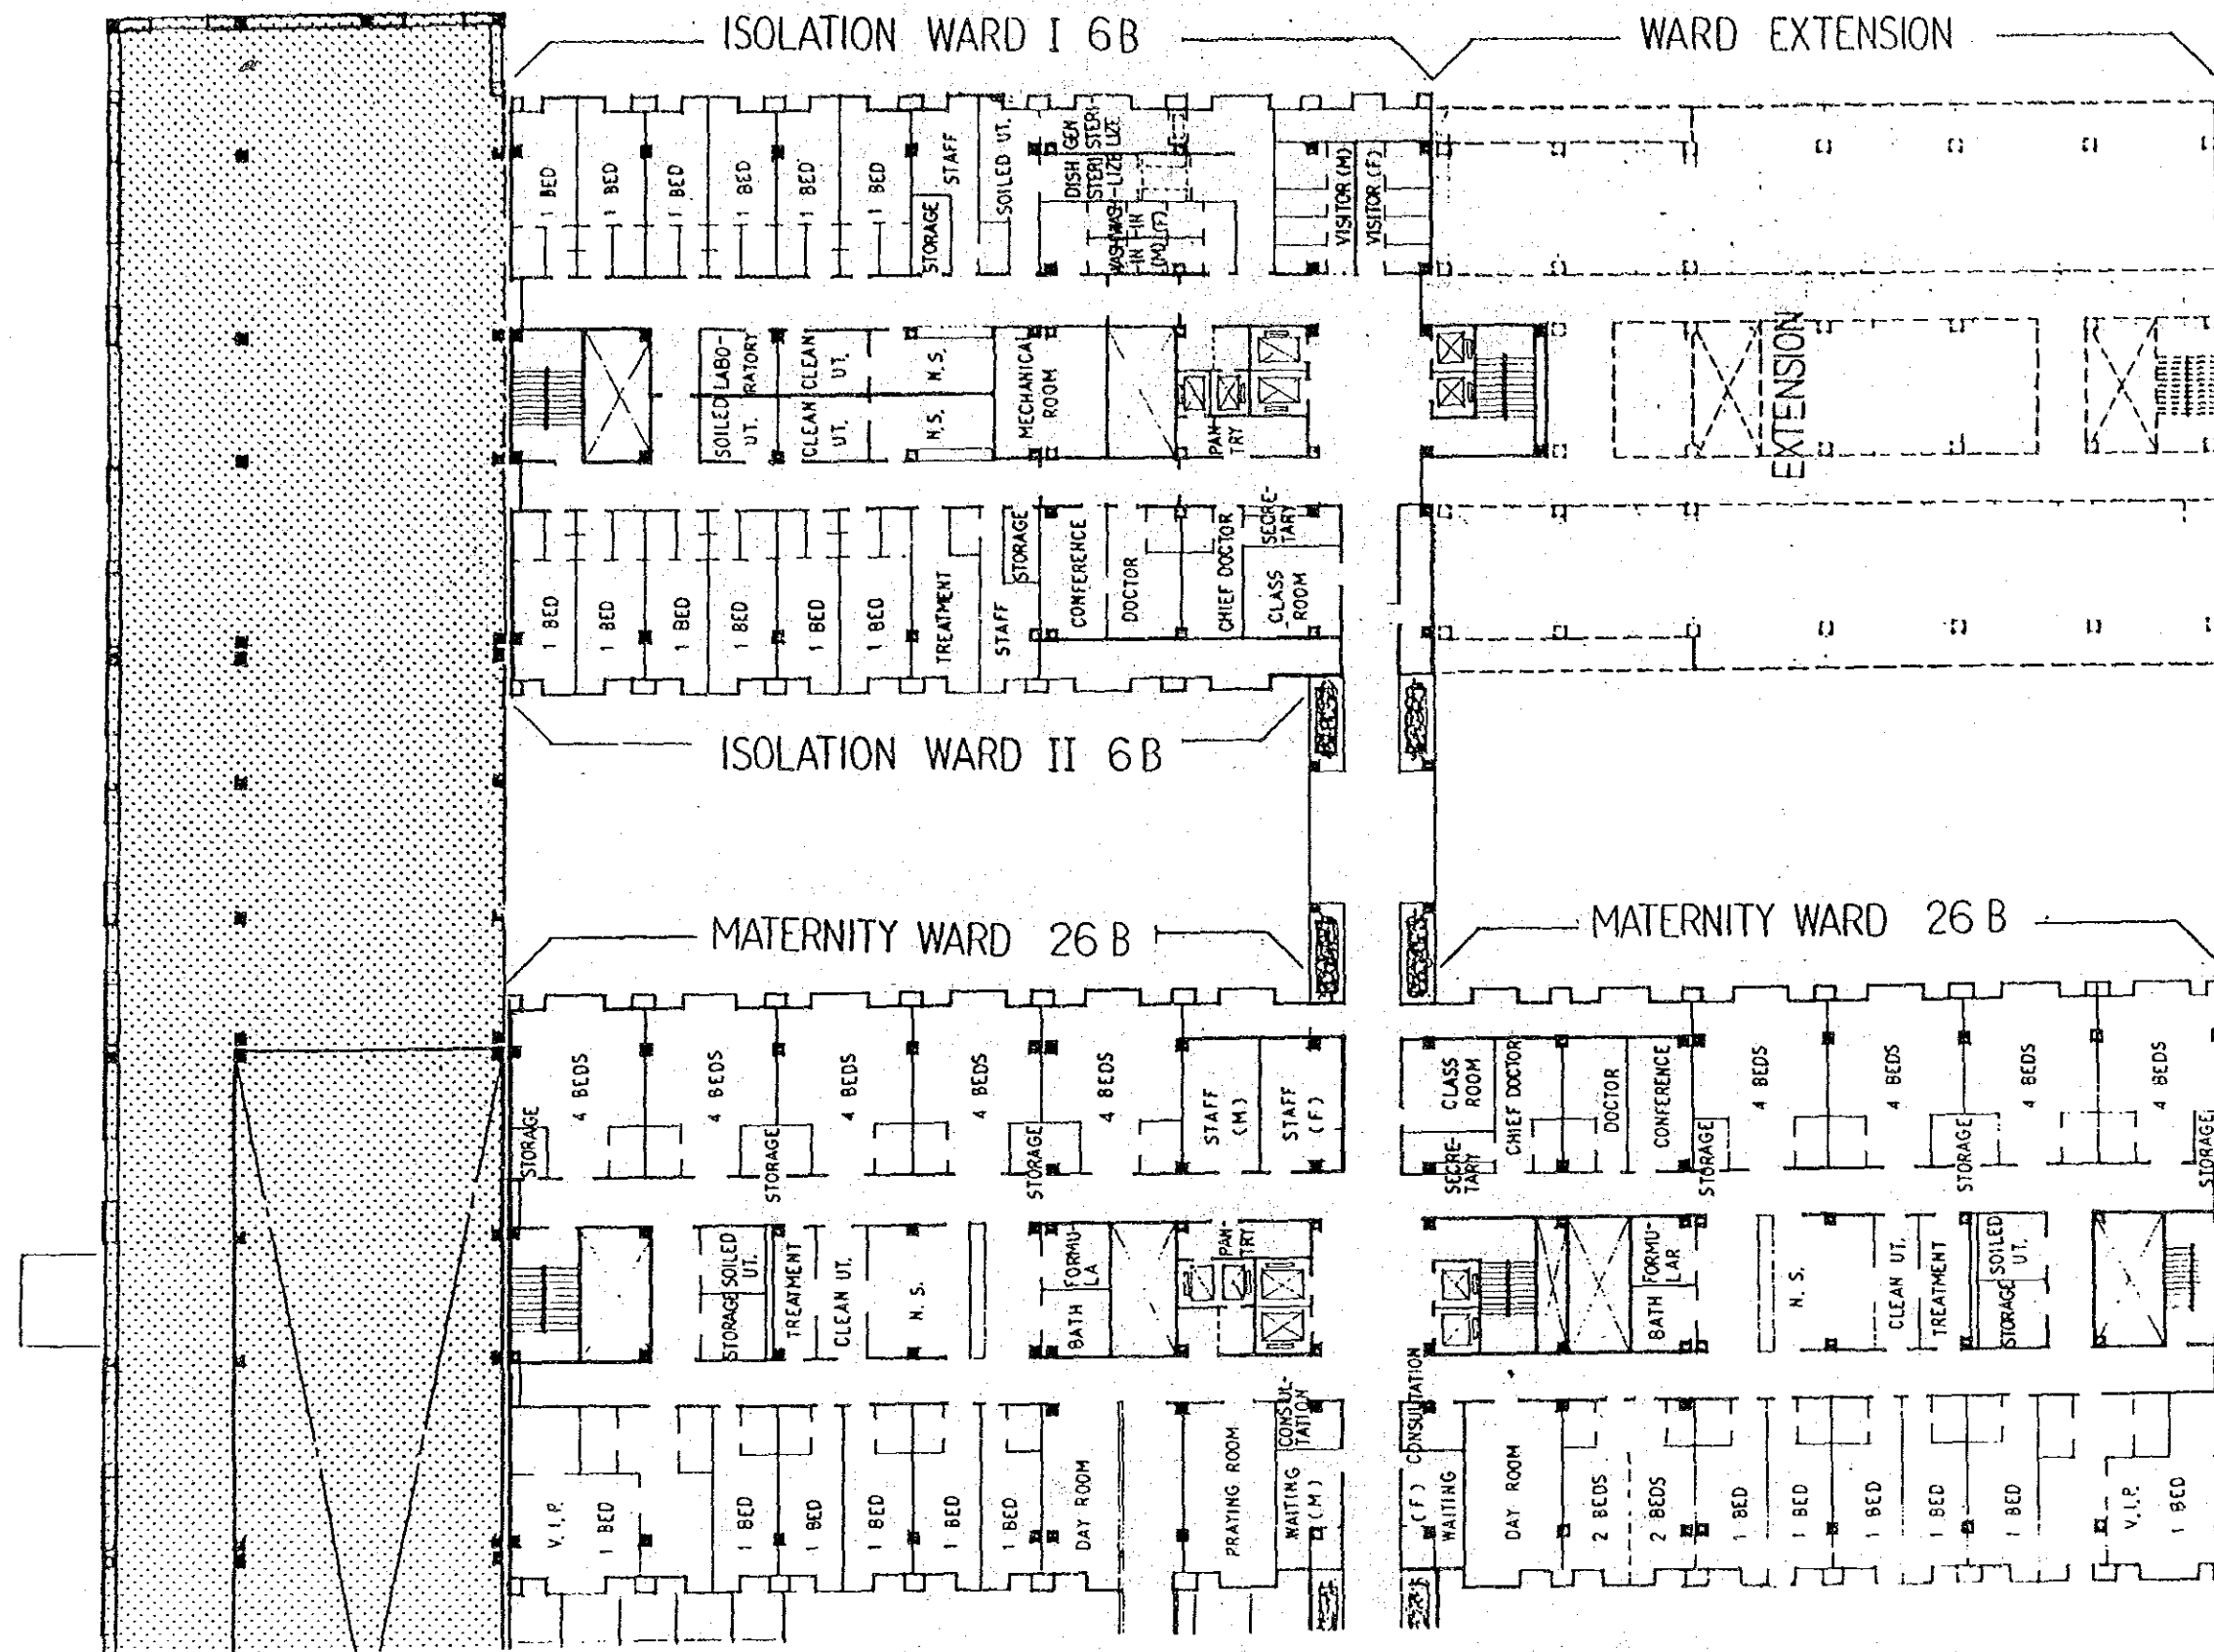 ISOLATION WARD I 6B
WARD EXTENSION
1 BED
1 BED
1 BED
1 BED
1 BED
1 BED
STORAGE
STAFF
SOILED UT.
DISH STERI-LIZE
GEN STERI-LIZE
WASH-IN (M)
WASH-IN (F)
VISITOR (M)
VISITOR (F)
SOILED UT.
LABO-
RATORY
CLEAN UT.
CLEAN UT.
N.S.
N.S.
MECHANICAL
ROOM
PAN
TRY
EXTENSION
1 BED
1 BED
1 BED
1 BED
1 BED
1 BED
TREATMENT
STAFF
STORAGE
CONFERENCE
DOCTOR
CHIEF DOCTOR
SECRE-
TARY
CLASS
ROOM
ISOLATION WARD II 6B
MATERNITY WARD 26 B
MATERNITY WARD 26 B
STORAGE
4 BEDS
4 BEDS
STORAGE
4 BEDS
4 BEDS
STORAGE
4 BEDS
STAFF
(M.)
STAFF
(F)
CLASS
ROOM
SECRE-
TARY
CHIEF DOCTOR
DOCTOR
CONFERENCE
STORAGE
4 BEDS
4 BEDS
STORAGE
4 BEDS
4 BEDS
STORAGE
STORAGE
SOILED
UT.
TREATMENT
CLEAN UT.
N.S.
BATH
FORMU-
LA
PAN-
TRY
BATH
FORMU-
LAR
N.S.
CLEAN UT.
TREATMENT
STORAGE
SOILED
UT.
V.I.P.
1 BED
1 BED
1 BED
1 BED
1 BED
1 BED
DAY ROOM
PRAYING ROOM
CONSUL-
TATION
WAITING
(M)
(F)
CONSULTATION
WAITING
DAY ROOM
2 BEDS
2 BEDS
1 BED
1 BED
1 BED
1 BED
1 BED
V.I.P.
1 BED